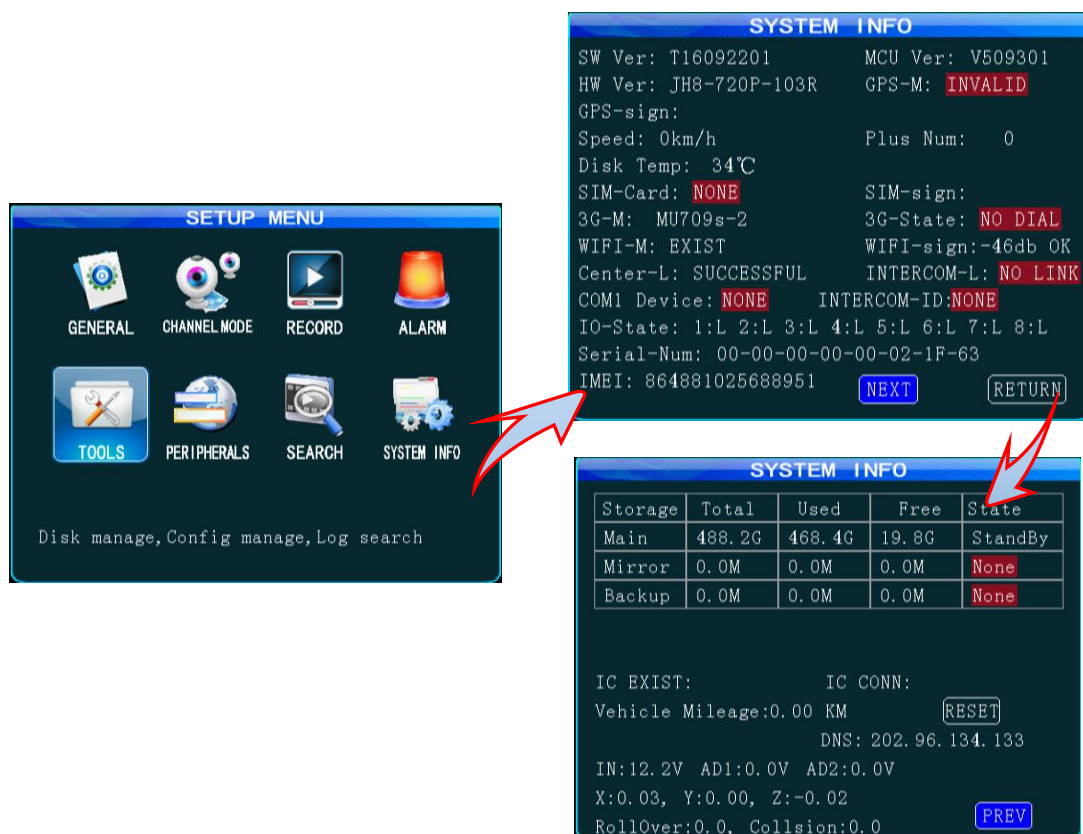 SETUP MENU
GENERAL CHANNEL MODE RECORD ALARM
TOOLS PERIPHERALS SEARCH SYSTEM INFO
Disk manage,Config manage,Log search
SYSTEM INFO
SW Ver: T16092201 MCU Ver: V509301
HW Ver: JH8-720P-103R GPS-M: INVALID
GPS-sign:
Speed: 0km/h Plus Num: 0
Disk Temp: 34℃
SIM-Card: NONE SIM-sign:
3G-M: MU709s-2 3G-State: NO DIAL
WIFI-M: EXIST WIFI-sign:-46db OK
Center-L: SUCCESSFUL INTERCOM-L: NO LINK
COM1 Device: NONE INTERCOM-ID:NONE
IO-State: 1:L 2:L 3:L 4:L 5:L 6:L 7:L 8:L
Serial-Num: 00-00-00-00-00-02-1F-63
IMEI: 864881025688951 NEXT RETURN
SYSTEM INFO
Storage Total Used Free State
Main 488.2G 468.4G 19.8G StandBy
Mirror 0.0M 0.0M 0.0M None
Backup 0.0M 0.0M 0.0M None
IC EXIST: IC CONN:
Vehicle Mileage:0.00 KM RESET
DNS: 202.96.134.133
IN:12.2V AD1:0.0V AD2:0.0V
X:0.03, Y:0.00, Z:-0.02
RollOver:0.0, Collsion:0.0 PREV